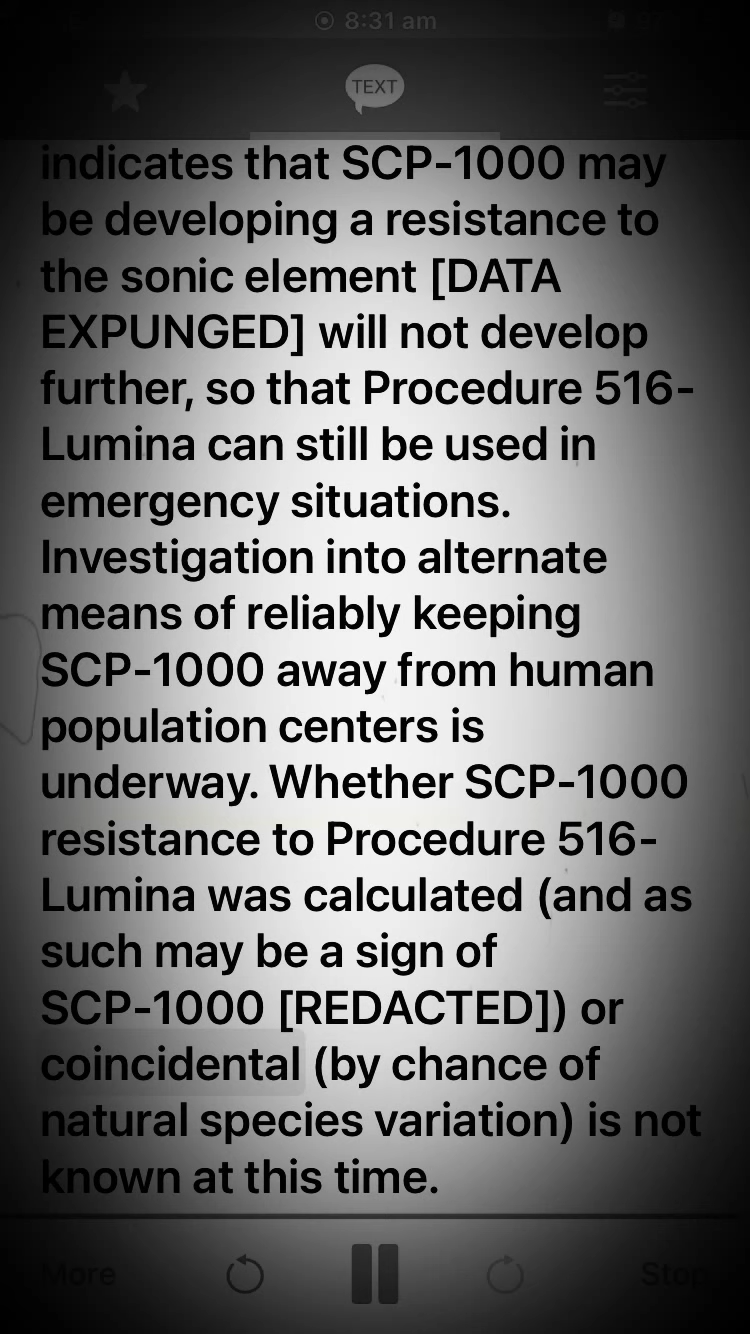 8:31 am
TEXT
indicates that SCP-1000 may
be developing a resistance to
the sonic element [DATA
EXPUNGED] will not develop
further, so that Procedure 516-
Lumina can still be used in
emergency situations.
Investigation into alternate
means of reliably keeping
SCP-1000 away from human
population centers is
underway. Whether SCP-1000
resistance to Procedure 516-
Lumina was calculated (and as
such may be a sign of
SCP-1000 [REDACTED]) or
coincidental (by chance of
natural species variation) is not
known at this time.
More
Stop